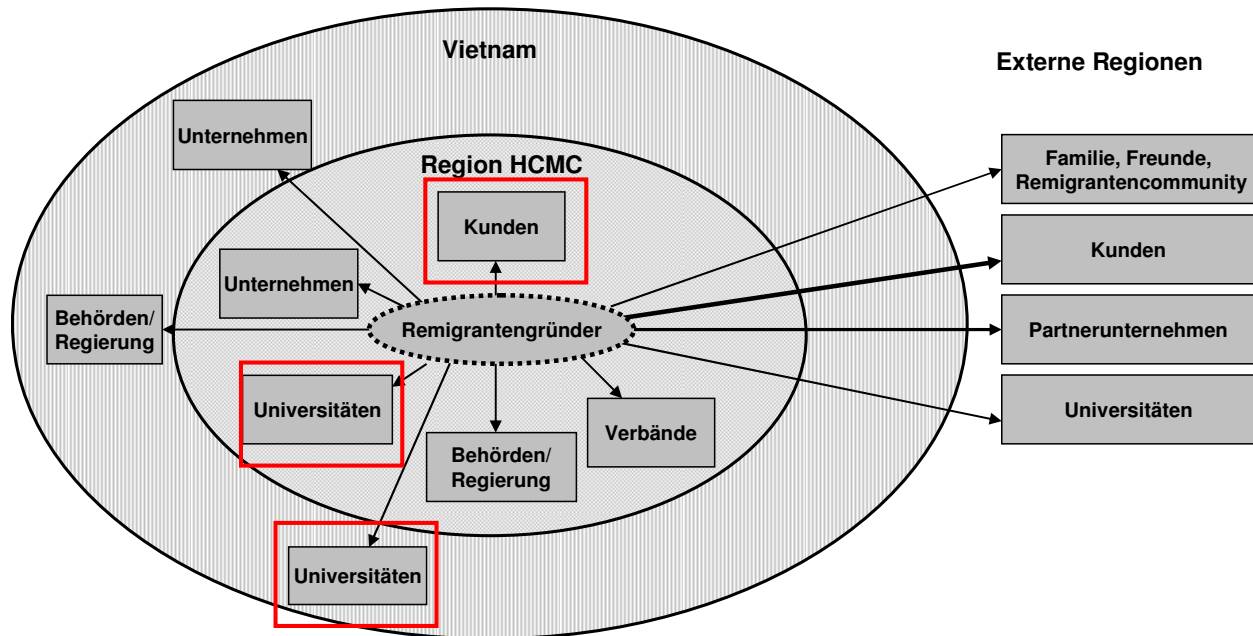 Vietnam
Externe Regionen
Unternehmen
Region HCMC
Familie, Freunde,
Remigrantencommunity
Kunden
Kunden
Unternehmen
Behörden/
Regierung
Remigrantengründer
Partnerunternehmen
Universitäten
Universitäten
Verbände
Behörden/
Regierung
Universitäten